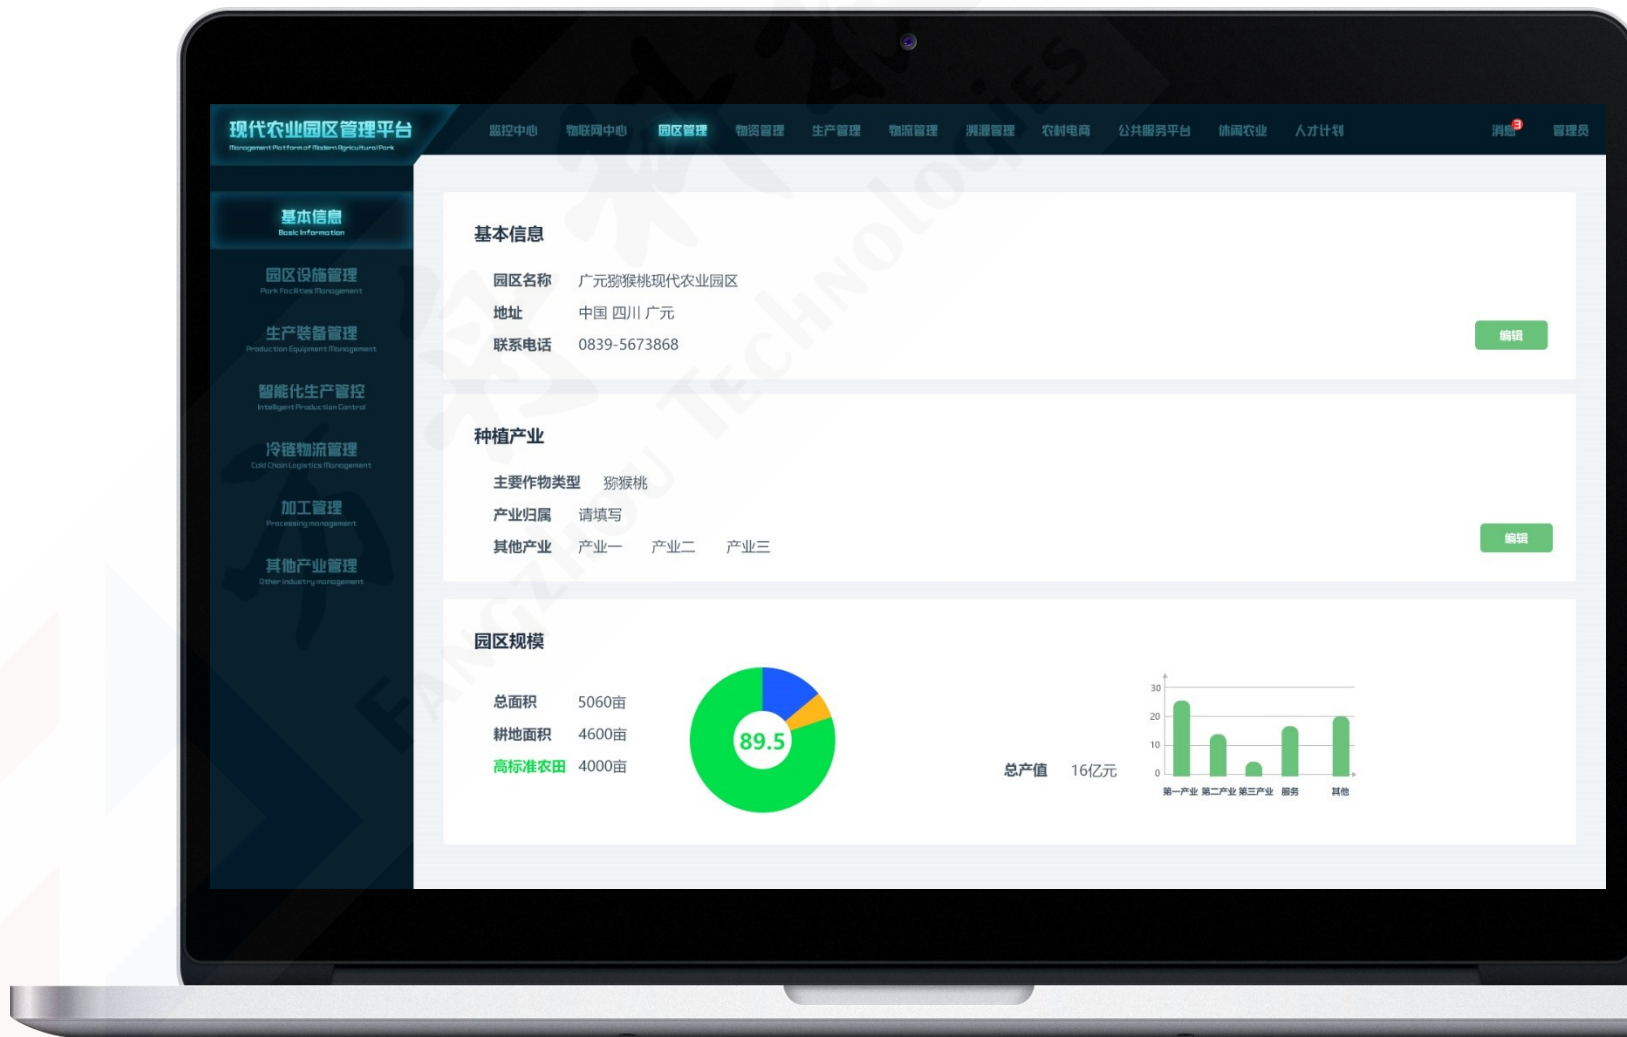 现代农业园区管理平台
Management Platform of Modern Agricultural Park
监控中心 物联网中心 园区管理 物资管理 生产管理 物流管理 溯源管理 农村电商 公共服务平台 休闲农业 人才计划 消息 3 管理员
基本信息
Basic Information
园区设施管理
Park Facilities Management
生产装备管理
Production Equipment Management
智能化生产管控
Intelligent Production Control
冷链物流管理
Cold Chain Logistics Management
加工管理
Processing management
其他产业管理
Other industry management
基本信息
园区名称 广元猕猴桃现代农业园区
地址 中国 四川 广元
联系电话 0839-5673868
编辑
种植产业
主要作物类型 猕猴桃
产业归属 请填写
其他产业 产业一 产业二 产业三
编辑
园区规模
总面积 5060亩
耕地面积 4600亩
高标准农田 4000亩
89.5
总产值 16亿元
30
20
10
0
第一产业 第二产业 第三产业 服务 其他
FANGZHOU TECHNOLOGIES